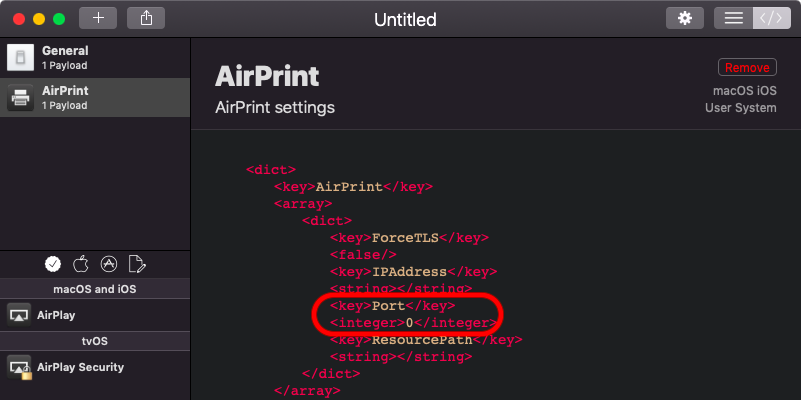 Untitled
General
1 Payload
AirPrint
1 Payload
macOS and iOS
AirPlay
tvOS
AirPlay Security
AirPrint
AirPrint settings
Remove
macOS iOS
User System
<dict>
<key>AirPrint</key>
<array>
<dict>
<key>ForceTLS</key>
<false/>
<key>IPAddress</key>
<string></string>
<key>Port</key>
<integer>0</integer>
<key>ResourcePath</key>
<string></string>
</dict>
</array>